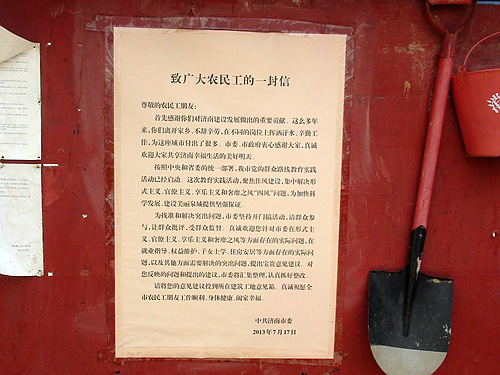 致广大农民工的一封信
尊敬的农民工朋友：
首先感谢你们对济南建设发展做出的重要贡献。这么多年
来，你们离开家乡、不辞辛劳，在不同的岗位上挥洒汗水、辛勤工
作，为这座城市付出了很多。市委、市政府衷心感谢大家，真诚
欢迎大家共享济南幸福生活的美好明天。
按照中央和省委的统一部署，我市党的群众路线教育实践
活动已经启动。这次教育实践活动，聚焦作风建设，集中解决形
式主义、官僚主义、享乐主义和奢靡之风“四风”问题，为加快科
学发展、建设美丽泉城提供坚强保证。
为找准和解决突出问题，市委坚持开门搞活动，请群众参
与，让群众批评，受群众监督。真诚欢迎您针对市委在形式主
义、官僚主义、享乐主义和奢靡之风等方面存在的实际问题，在
就业指导、权益维护、子女上学、住房安居等方面存在的实际问
题，以及其他方面需要解决的突出问题，提出宝贵意见建议。对
您反映的问题和提出的建议，市委将汇集整理，认真抓好整改。
请将您的意见建议投到所在建筑工地意见箱。真诚祝愿全
市农民工朋友工作顺利、身体健康、阖家幸福。
中共济南市委
2013年7月17日
消